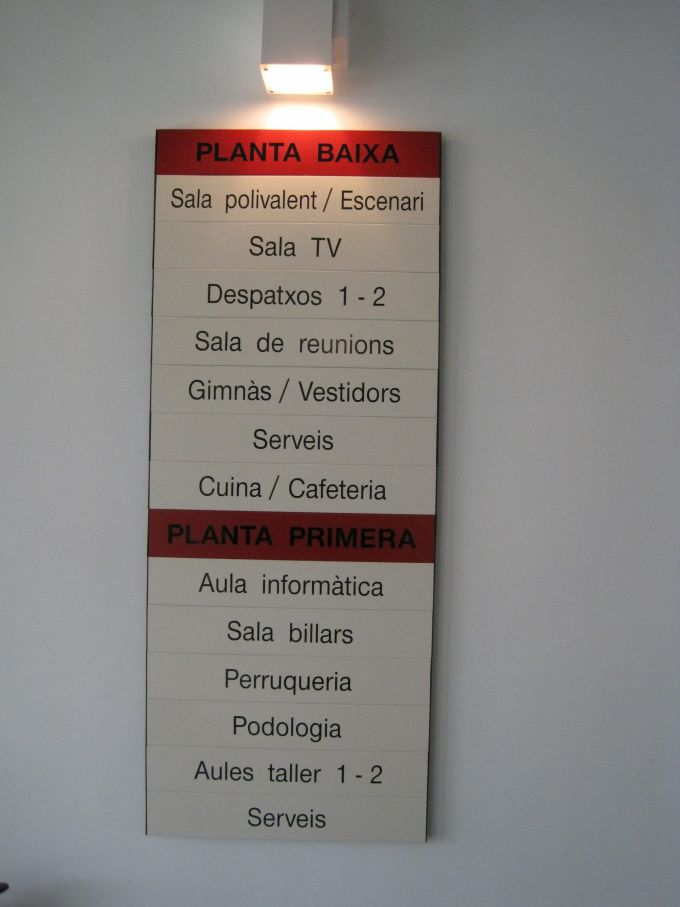 PLANTA BAIXA
Sala polivalent / Escenari
Sala TV
Despatxos 1 - 2
Sala de reunions
Gimnàs / Vestidors
Serveis
Cuina / Cafeteria
PLANTA PRIMERA
Aula informàtica
Sala billars
Perruqueria
Podologia
Aules taller 1 - 2
Serveis